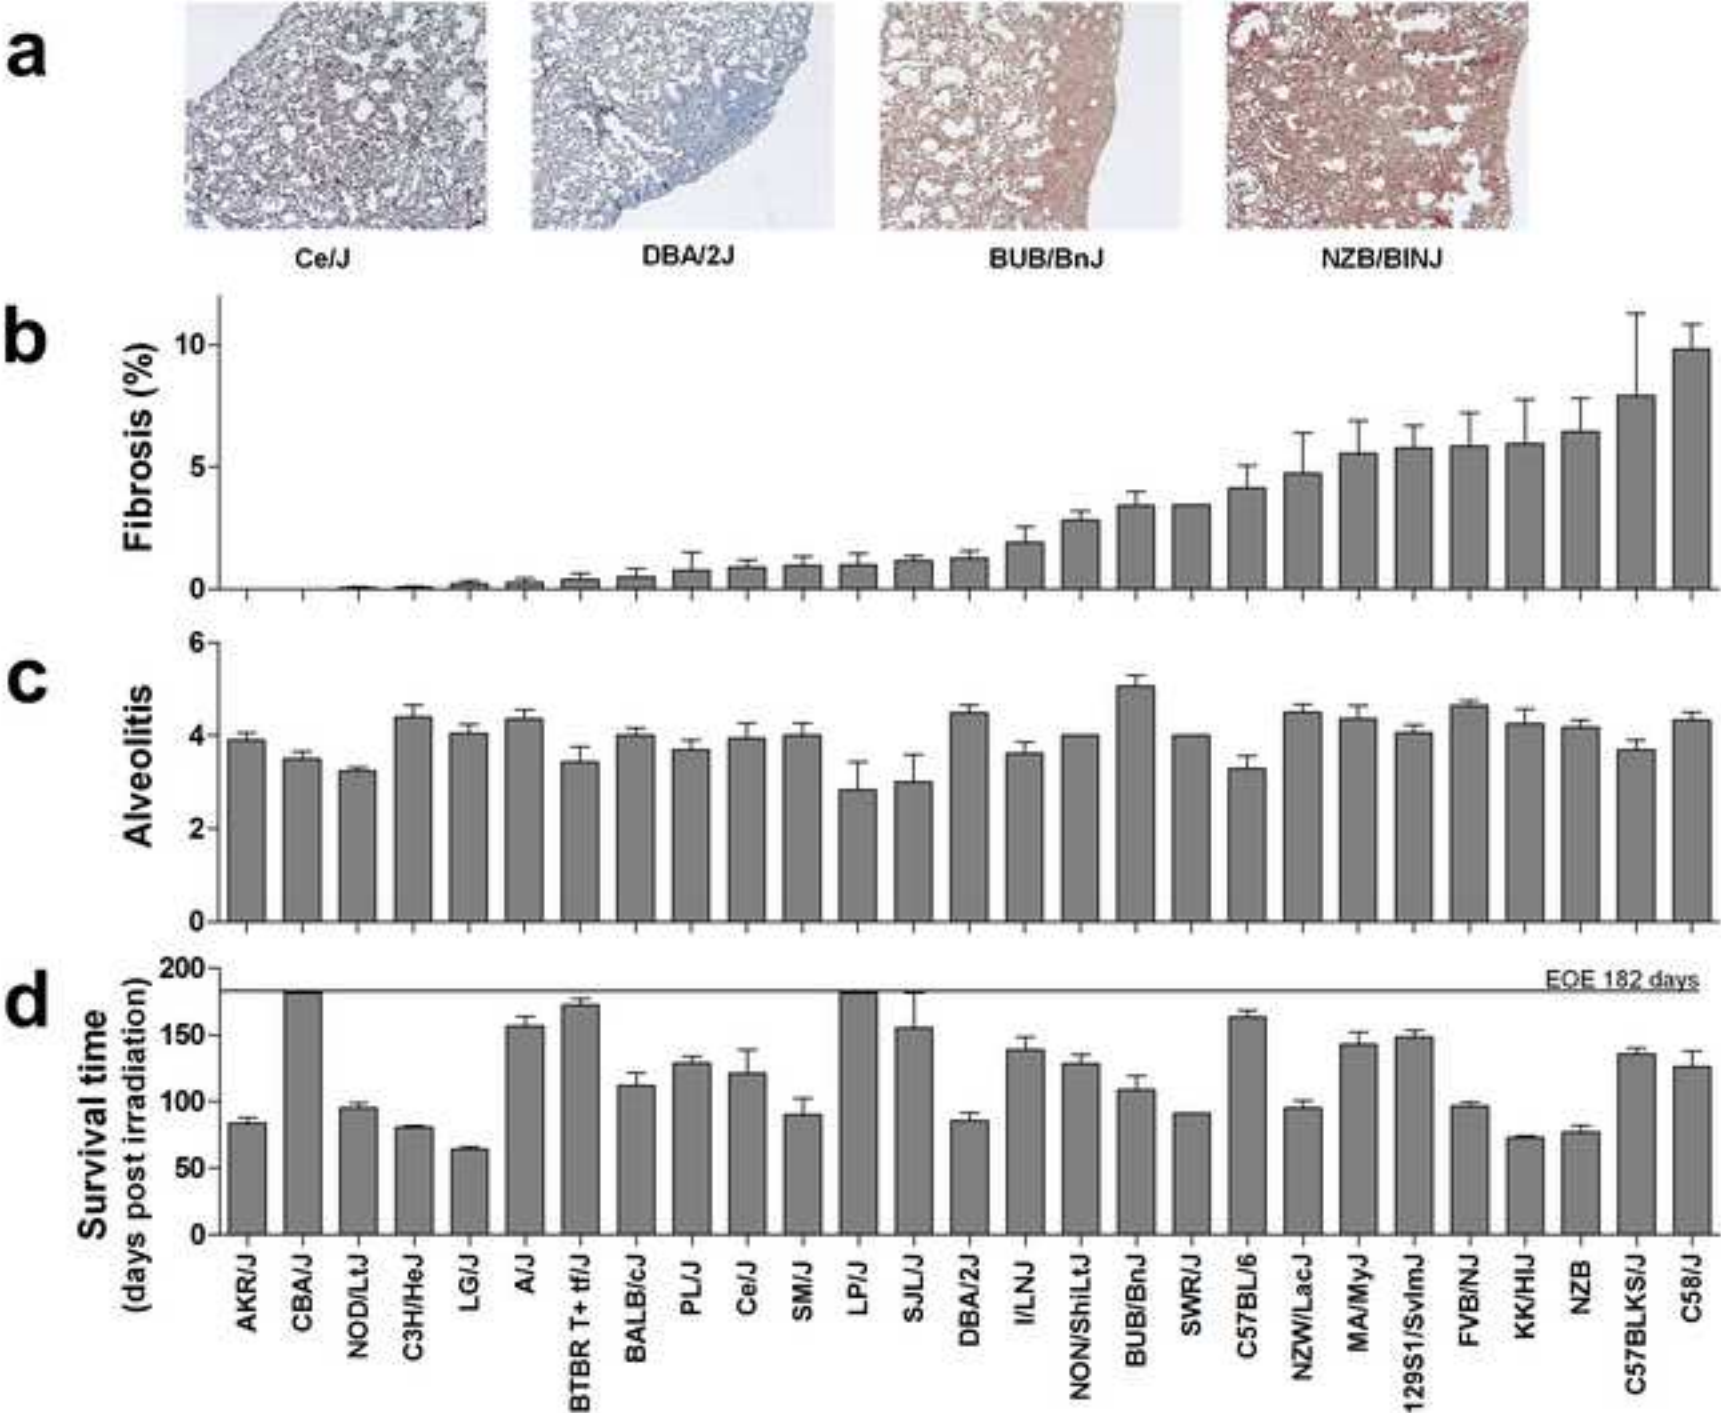 a
Ce/J
DBA/2J
BUB/BnJ
NZB/BINJ
b
Fibrosis (%)
10
5
0
c
Alveolitis
6
4
2
0
d
Survival time
(days post irradiation)
200
150
100
50
0
EOE 182 days
AKR/J
CBA/J
NOD/LtJ
C3H/HeJ
LG/J
A/J
BTBR T+ tf/J
BALB/cJ
PL/J
Ce/J
SM/J
LP/J
SJL/J
DBA/2J
I/LNJ
NON/ShiLtJ
BUB/BnJ
SWR/J
C57BL/6
NZW/LacJ
MA/MyJ
129S1/SvImJ
FVB/NJ
KK/HIJ
NZB
C57BLKS/J
C58/J